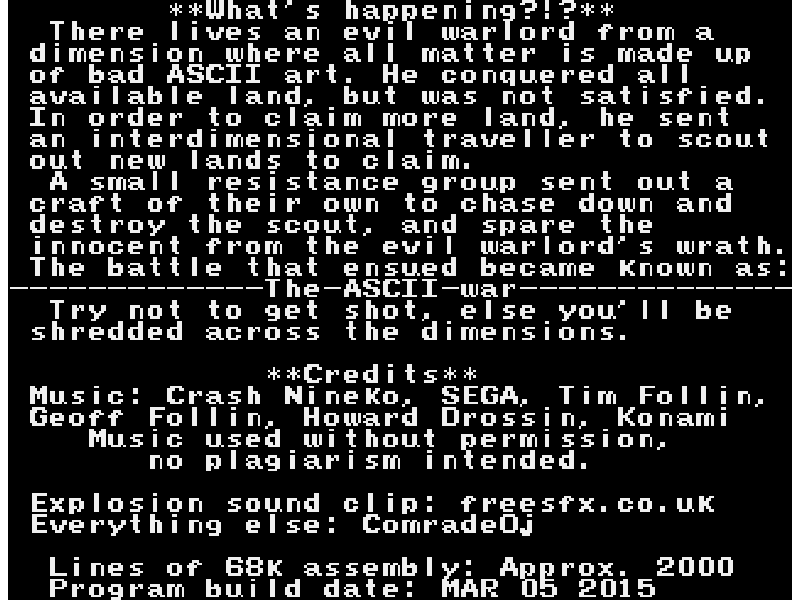 **What's happening?!?**
There lives an evil warlord from a
dimension where all matter is made up
of bad ASCII art. He conquered all
available land, but was not satisfied.
In order to claim more land, he sent
an interdimensional traveller to scout
out new lands to claim.
A small resistance group sent out a
craft of their own to chase down and
destroy the scout, and spare the
innocent from the evil warlord's wrath.
The battle that ensued became known as:
-------------The-ASCII-war--------------
Try not to get shot, else you'll be
shredded across the dimensions.
**Credits**
Music: Crash Nineko, SEGA, Tim Follin,
Geoff Follin, Howard Drossin, Konami
Music used without permission,
no plagiarism intended.
Explosion sound clip: freesfx.co.uk
Everything else: ComradeOj
Lines of 68k assembly: Approx. 2000
Program build date: MAR 05 2015